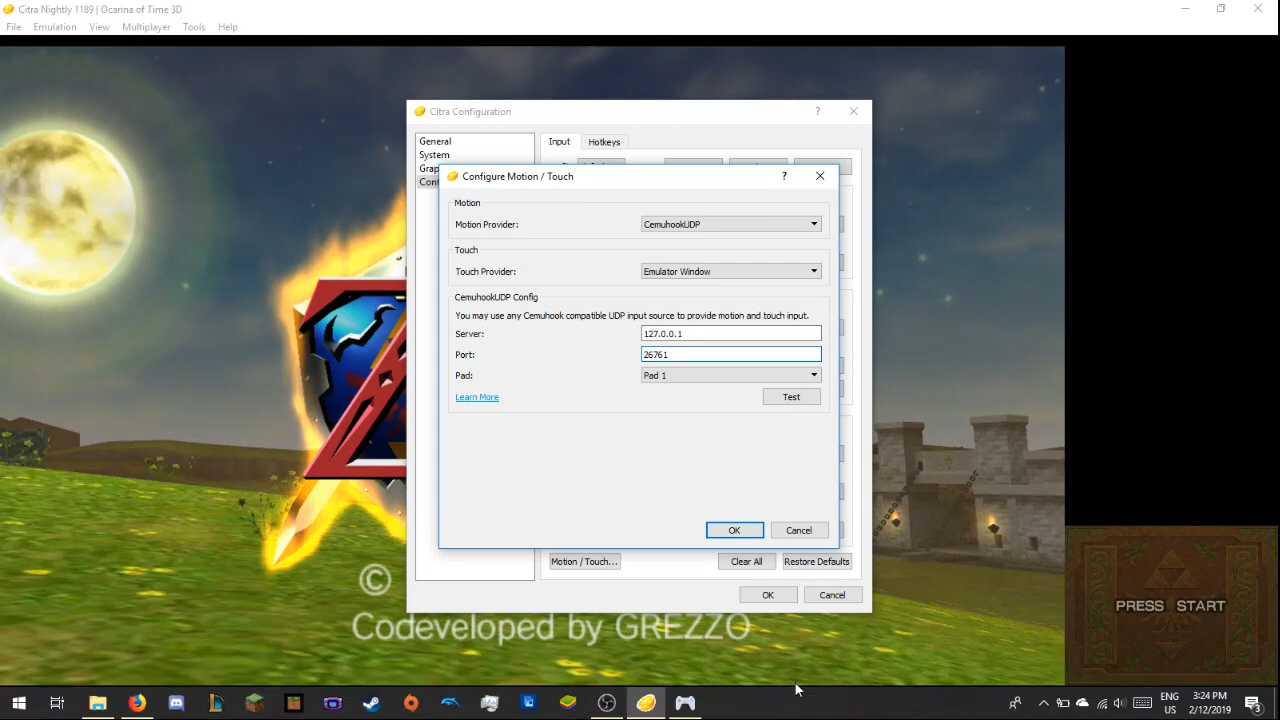 Citra Nightly 1189 | Ocarina of Time 3D
File Emulation View Multiplayer Tools Help
Citra Configuration
General
System
Grap
Cont
Input Hotkeys
Configure Motion / Touch
Motion
Motion Provider: CemuhookUDP
Touch
Touch Provider: Emulator Window
CemuhookUDP Config
You may use any Cemuhook compatible UDP input source to provide motion and touch input.
Server: 127.0.0.1
Port: 26761
Pad: Pad 1
Learn More Test
OK Cancel
Motion / Touch... Clear All Restore Defaults
OK Cancel
©
Codeveloped by GREZZO
PRESS START
ENG
US
3:24 PM
2/12/2019
3